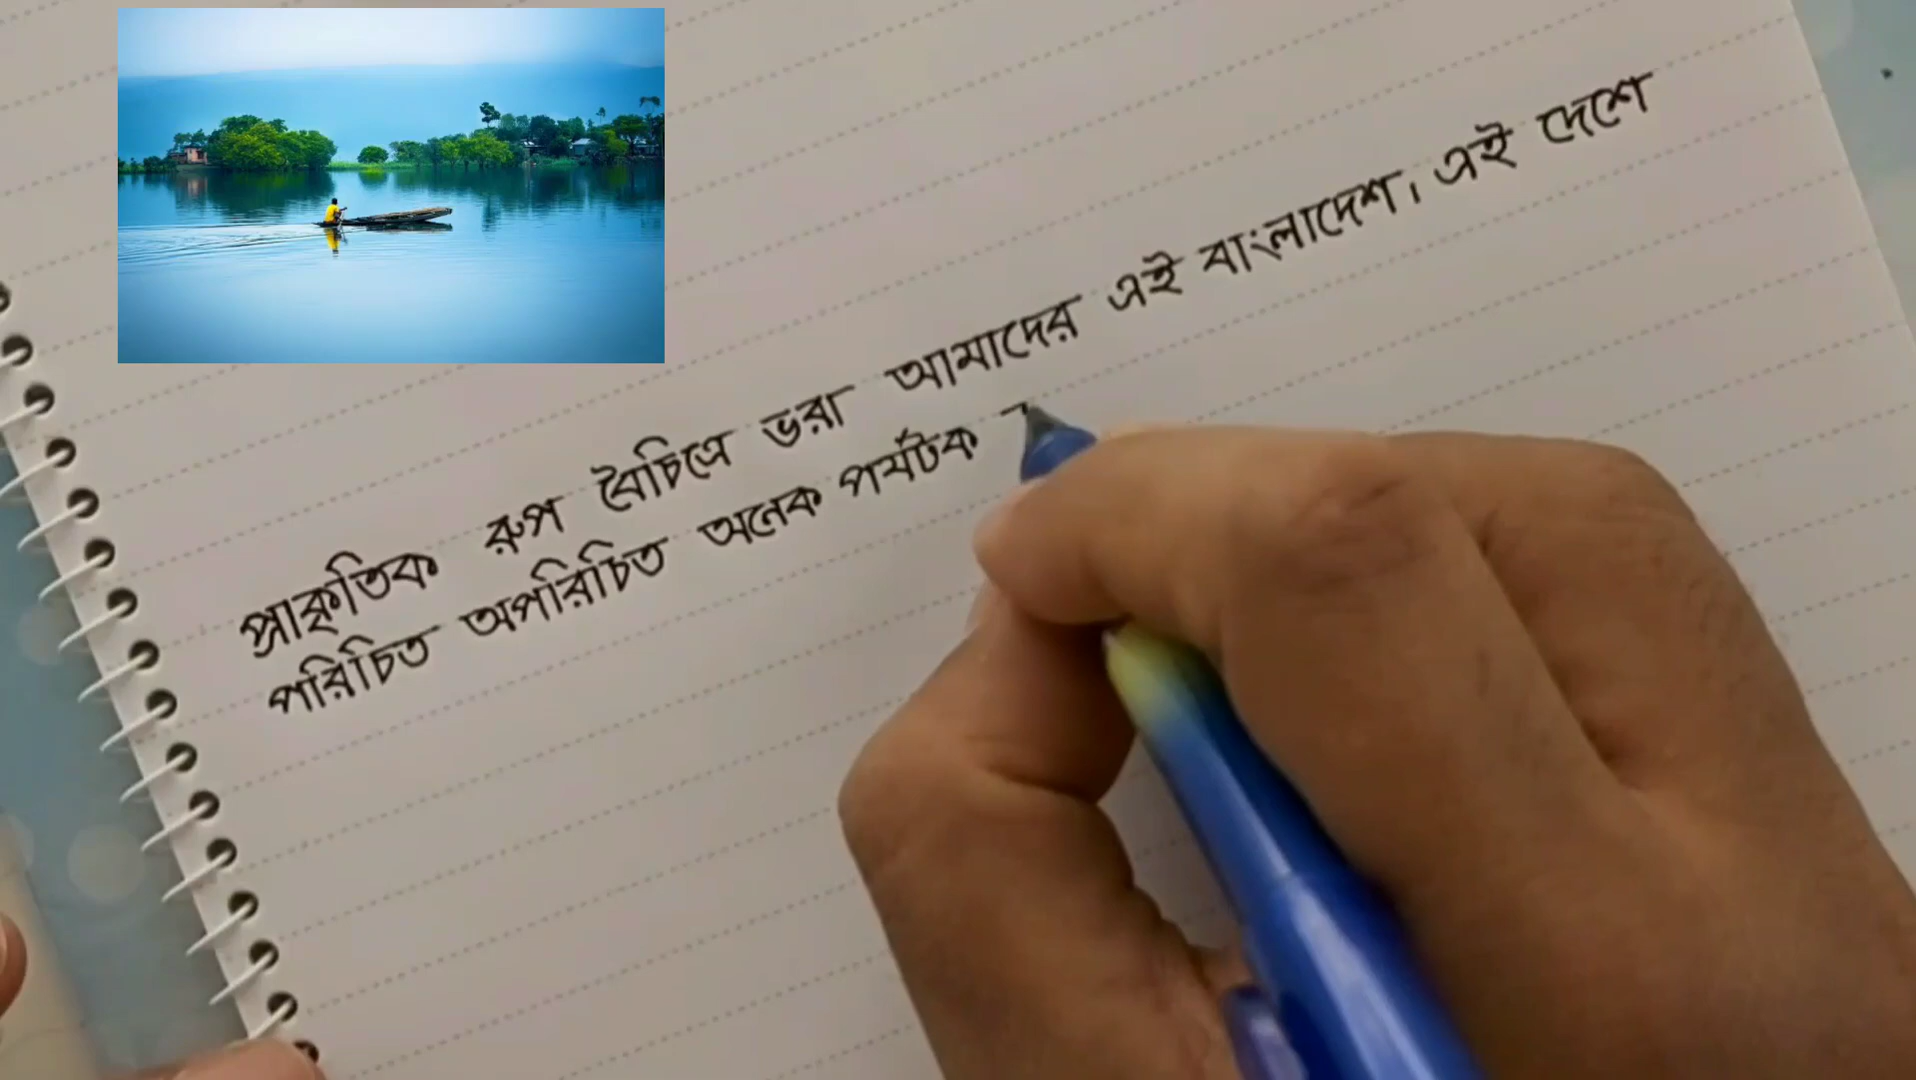 প্রাকৃতিক রুপ বৈচিত্রে ভরা আমাদের এই বাংলাদেশ। এই দেশে
পরিচিত অপরিচিত অনেক পর্যটক